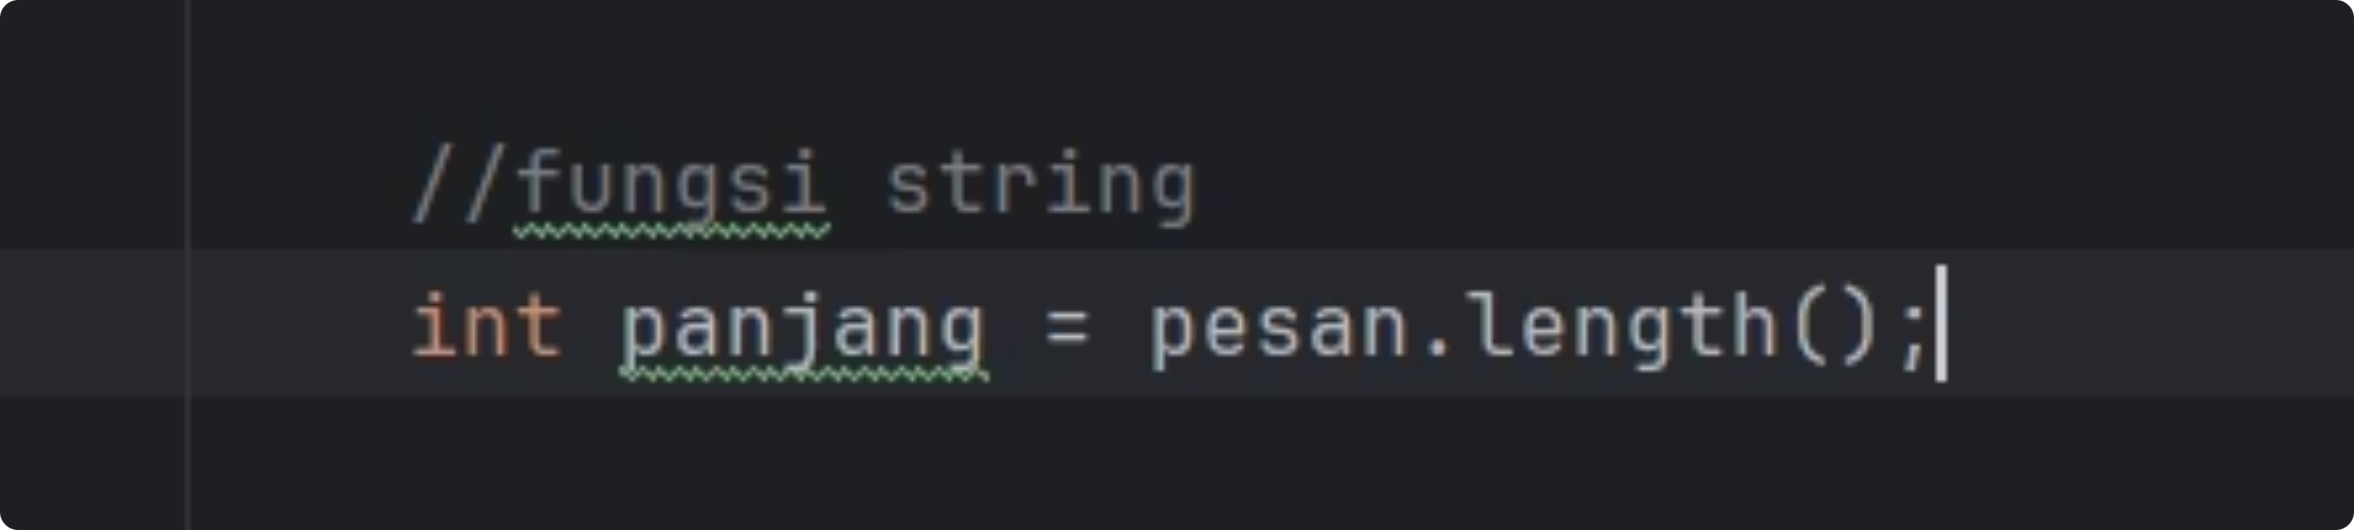 //fungsi string
int panjang = pesan.length();